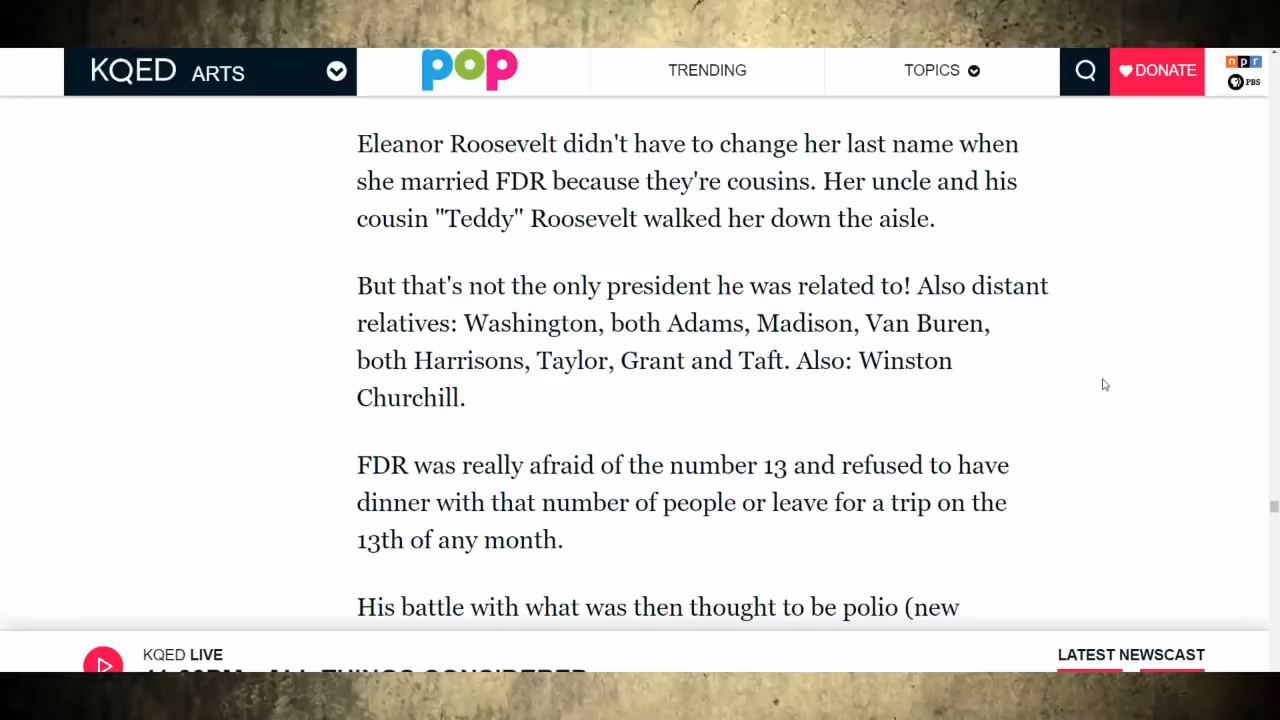 KQED ARTS
pop
TRENDING
TOPICS
DONATE
npr
PBS
Eleanor Roosevelt didn't have to change her last name when
she married FDR because they're cousins. Her uncle and his
cousin "Teddy" Roosevelt walked her down the aisle.
But that's not the only president he was related to! Also distant
relatives: Washington, both Adams, Madison, Van Buren,
both Harrisons, Taylor, Grant and Taft. Also: Winston
Churchill.
FDR was really afraid of the number 13 and refused to have
dinner with that number of people or leave for a trip on the
13th of any month.
His battle with what was then thought to be polio (new
KQED LIVE
LATEST NEWSCAST
ALL THINGS CONSIDERED